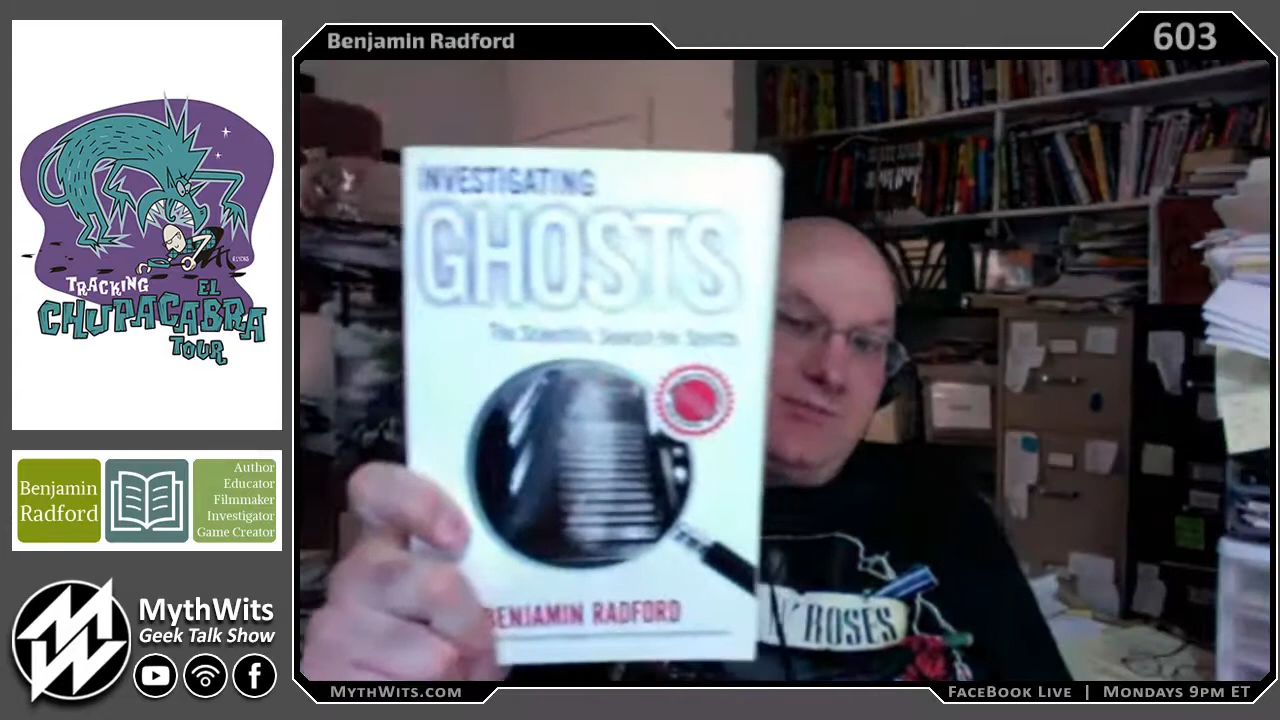 Benjamin Radford
603
TRACKING
EL
CHUPACABRA
TOUR
INVESTIGATING
GHOSTS
The Scientific Search for Spirits
BENJAMIN RADFORD
N' ROSES
Benjamin
Radford
Author
Educator
Filmmaker
Investigator
Game Creator
MythWits
Geek Talk Show
MythWits.com
FaceBook Live | Mondays 9pm ET